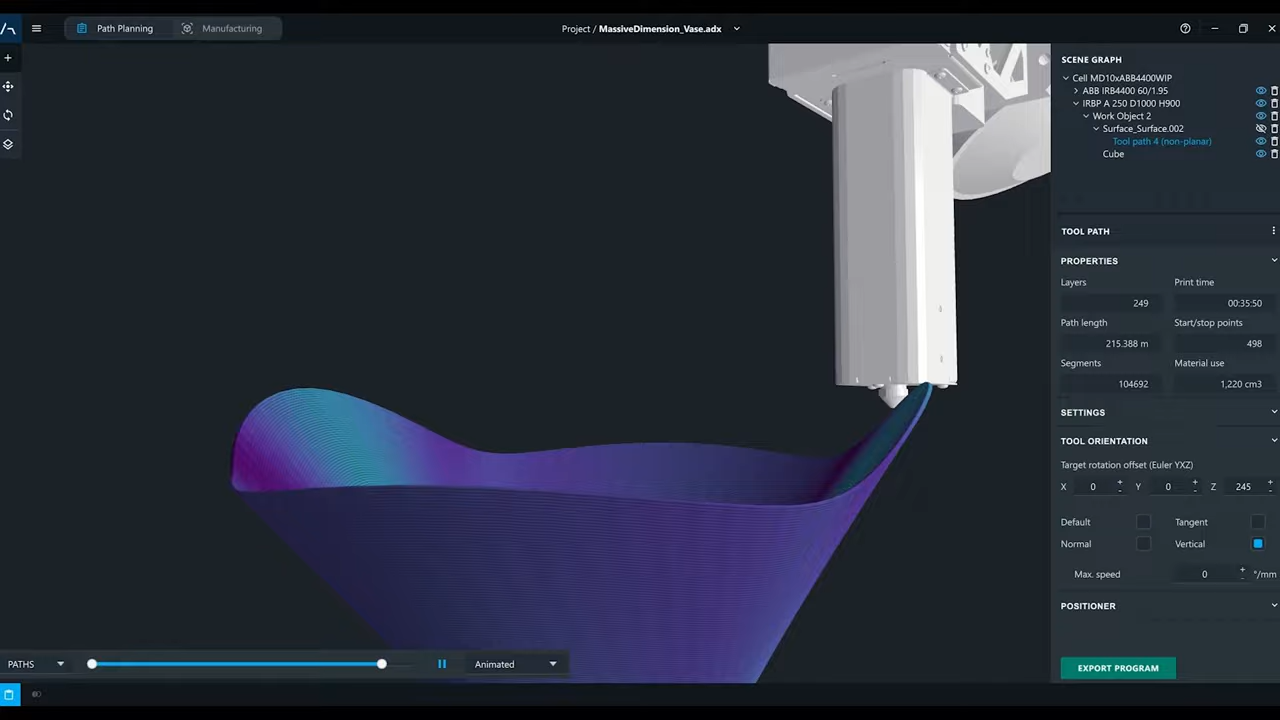 Path Planning
Manufacturing
Project / MassiveDimension_Vase.adx
SCENE GRAPH
Cell MD10xABB4400WIP
ABB IRB4400 60/1.95
IRBP A 250 D1000 H900
Work Object 2
Surface_Surface.002
Tool path 4 (non-planar)
Cube
TOOL PATH
PROPERTIES
Layers Print time
249 00:35:50
Path length Start/stop points
215.388 m 498
Segments Material use
104692 1,220 cm3
SETTINGS
TOOL ORIENTATION
Target rotation offset (Euler YXZ)
X 0 Y 0 Z 245
Default Tangent
Normal Vertical
Max. speed 0 °/mm
POSITIONER
EXPORT PROGRAM
PATHS Animated